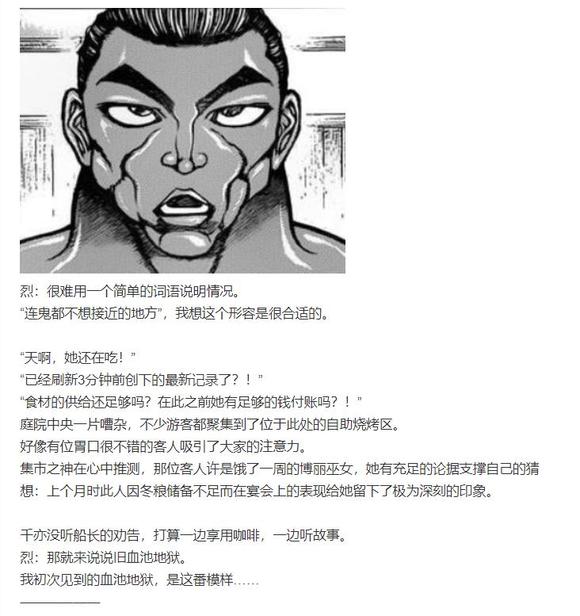 烈：很难用一个简单的词语说明情况。
“连鬼都不想接近的地方”，我想这个形容是很合适的。
“天啊，她还在吃！”
“已经刷新3分钟前创下的最新记录了？！”
“食材的供给还足够吗？在此之前她有足够的钱付账吗？！”
庭院中央一片嘈杂，不少游客都聚集到了位于此处的自助烧烤区。
好像有位胃口很不错的客人吸引了大家的注意力。
集市之神在心中推测，那位客人许是饿了一周的博丽巫女，她有充足的论据支撑自己的猜
想：上个月时此人因冬粮储备不足而在宴会上的表现给她留下了极为深刻的印象。
千亦没听船长的劝告，打算一边享用咖啡，一边听故事。
烈：那就来说说旧血池地狱。
我初次见到的血池地狱，是这番模样……